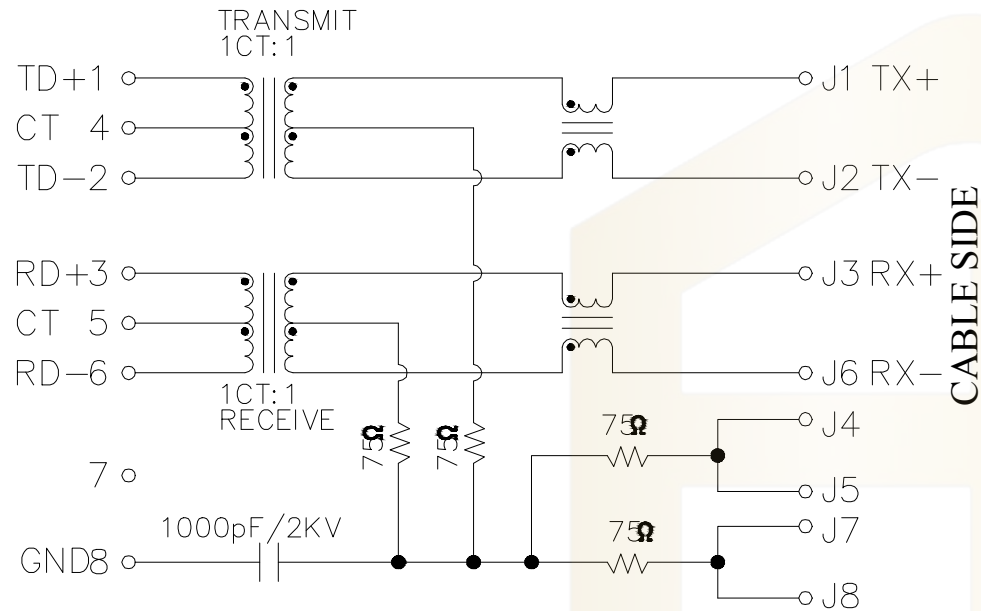 TRANSMIT
1CT:1
TD+1
CT 4
TD-2
J1 TX+
J2 TX-
RD+3
CT 5
RD-6
J3 RX+
J6 RX-
CABLE SIDE
1CT:1
RECEIVE
75Ω
75Ω
75Ω
J4
J5
7
1000pF/2KV
75Ω
J7
GND8
J8